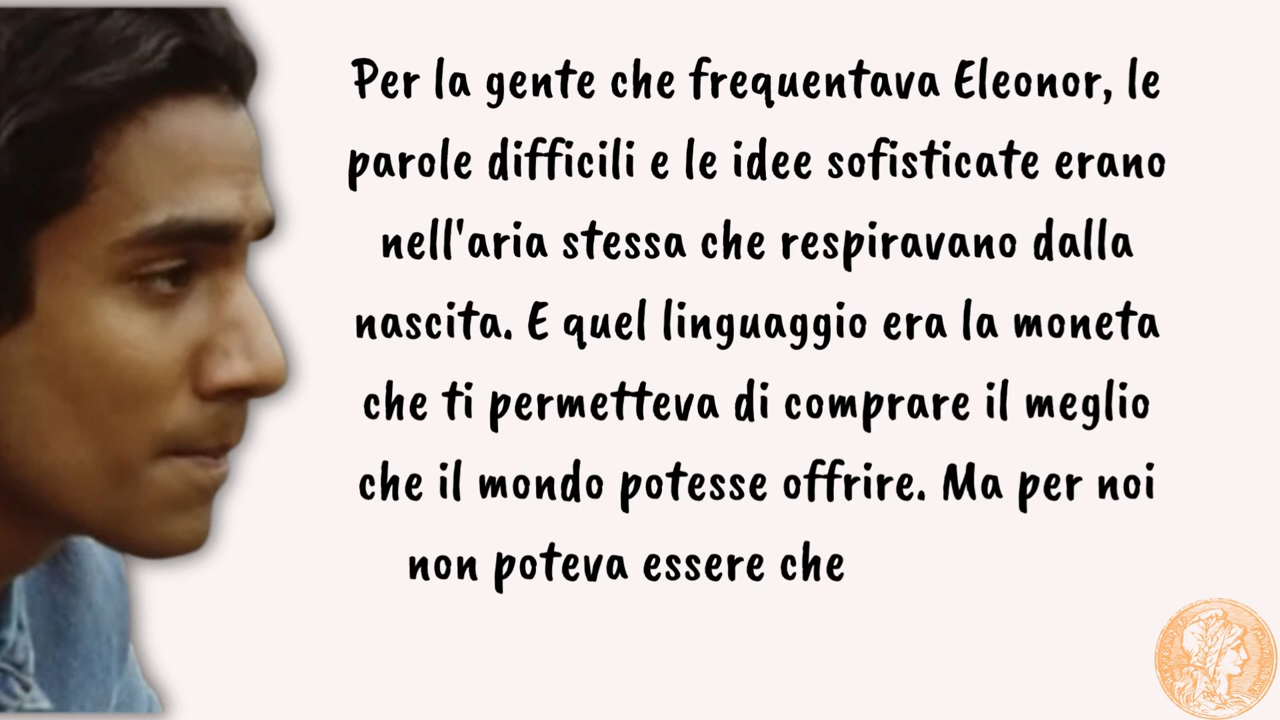 Per la gente che frequentava Eleonor, le
parole difficili e le idee sofisticate erano
nell'aria stessa che respiravano dalla
nascita. E quel linguaggio era la moneta
che ti permetteva di comprare il meglio
che il mondo potesse offrire. Ma per noi
non poteva essere che